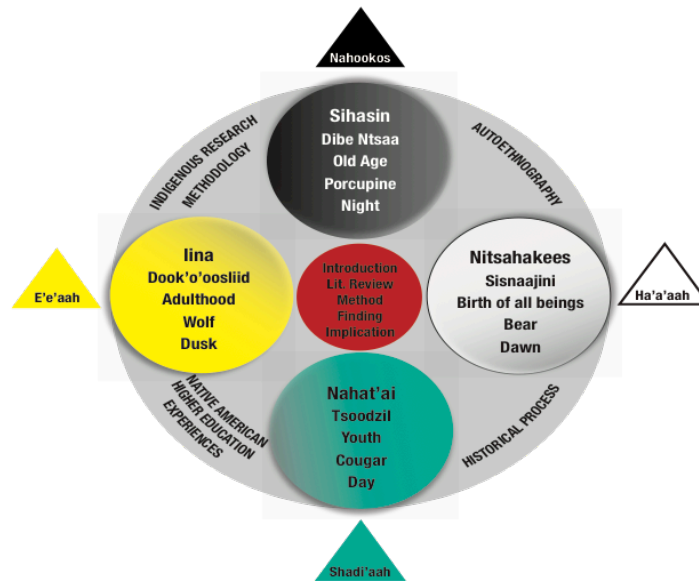 Nahookos
INDIGENOUS RESEARCH
METHODOLOGY
AUTOETHNOGRAPHY
Sihasin
Dibe Ntsaa
Old Age
Porcupine
Night
E'e'aah
Iina
Dook'o'oosliid
Adulthood
Wolf
Dusk
Introduction
Lit. Review
Method
Finding
Implication
Nitsahakees
Sisnaajini
Birth of all beings
Bear
Dawn
Ha'a'aah
Nahat'ai
Tsoodzil
Youth
Cougar
Day
NATIVE AMERICAN
HIGHER EDUCATION
EXPERIENCES
HISTORICAL PROCESS
Shadi'aah